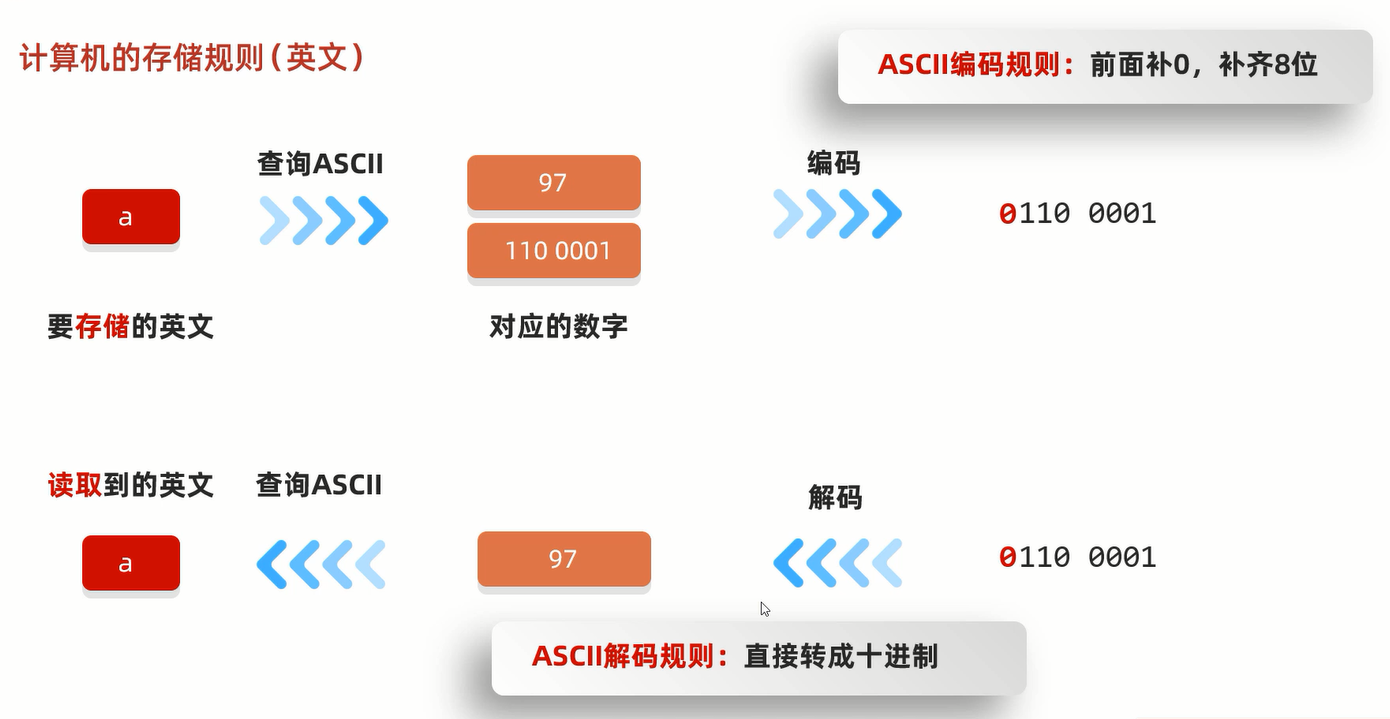 计算机的存储规则(英文)
ASCII编码规则：前面补0，补齐8位
查询ASCII
编码
a
97
110 0001
0110 0001
要存储的英文
对应的数字
读取到的英文
查询ASCII
解码
a
97
0110 0001
ASCII解码规则：直接转成十进制